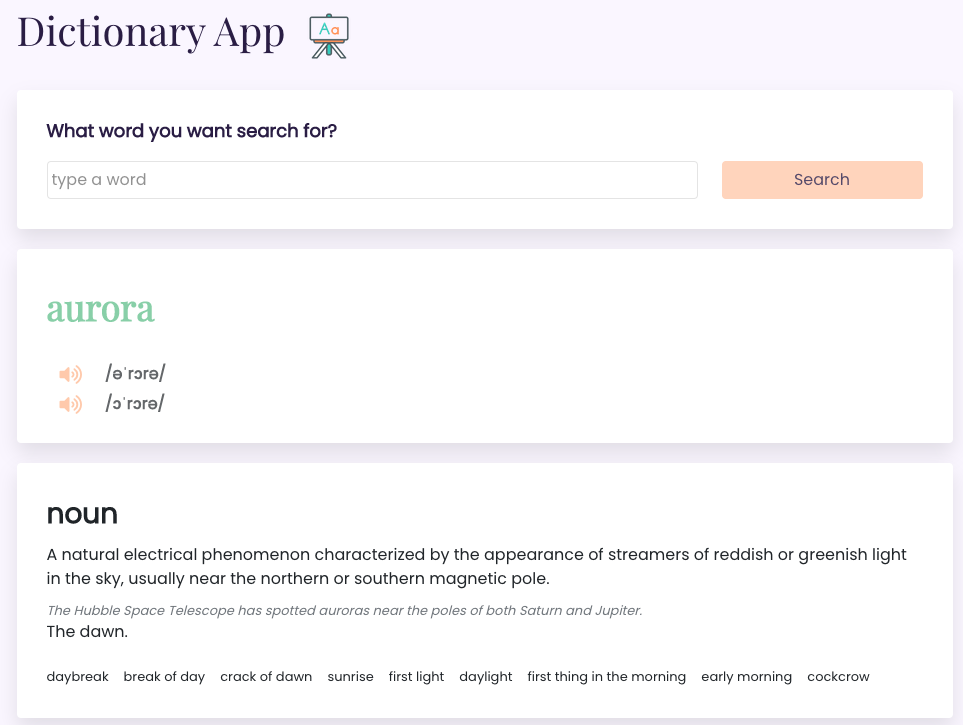 Dictionary App
Aa
What word you want search for?
type a word
Search
aurora
/əˈrɔrə/
/ɔˈrɔrə/
noun
A natural electrical phenomenon characterized by the appearance of streamers of reddish or greenish light
in the sky, usually near the northern or southern magnetic pole.
The Hubble Space Telescope has spotted auroras near the poles of both Saturn and Jupiter.
The dawn.
daybreak break of day crack of dawn sunrise first light daylight first thing in the morning early morning cockcrow